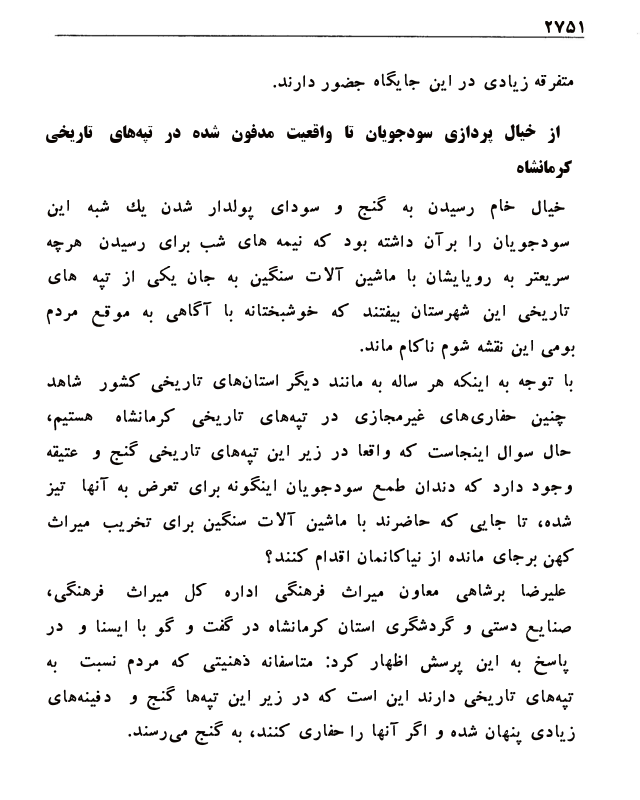 ۲۷۵۱
متفرقه زیادی در این جایگاه حضور دارند.
از خیال پردازی سودجویان تا واقعیت مدفون شده در تپه‌های تاریخی
کرمانشاه
خیال خام رسیدن به گنج و سودای پولدار شدن یك شبه این
سودجویان را برآن داشته بود که نیمه های شب برای رسیدن هرچه
سریعتر به رویایشان با ماشین آلات سنگین به جان یکی از تپه های
تاریخی این شهرستان بیفتند که خوشبختانه با آگاهی به موقع مردم
بومی این نقشه شوم ناکام ماند.
با توجه به اینکه هر ساله به مانند دیگر استان‌های تاریخی کشور شاهد
چنین حفاری‌های غیرمجازی در تپه‌های تاریخی کرمانشاه هستیم،
حال سوال اینجاست که واقعا در زیر این تپه‌های تاریخی گنج و عتیقه
وجود دارد که دندان طمع سودجویان اینگونه برای تعرض به آنها تیز
شده، تا جایی که حاضرند با ماشین آلات سنگین برای تخریب میراث
کهن برجای مانده از نیاکانمان اقدام کنند؟
علیرضا برشاهی معاون میراث فرهنگی اداره کل میراث فرهنگی،
صنایع دستی و گردشگری استان کرمانشاه در گفت و گو با ایسنا و در
پاسخ به این پرسش اظهار کرد: متاسفانه ذهنیتی که مردم نسبت به
تپه‌های تاریخی دارند این است که در زیر این تپه‌ها گنج و دفینه‌های
زیادی پنهان شده و اگر آنها را حفاری کنند، به گنج می‌رسند.